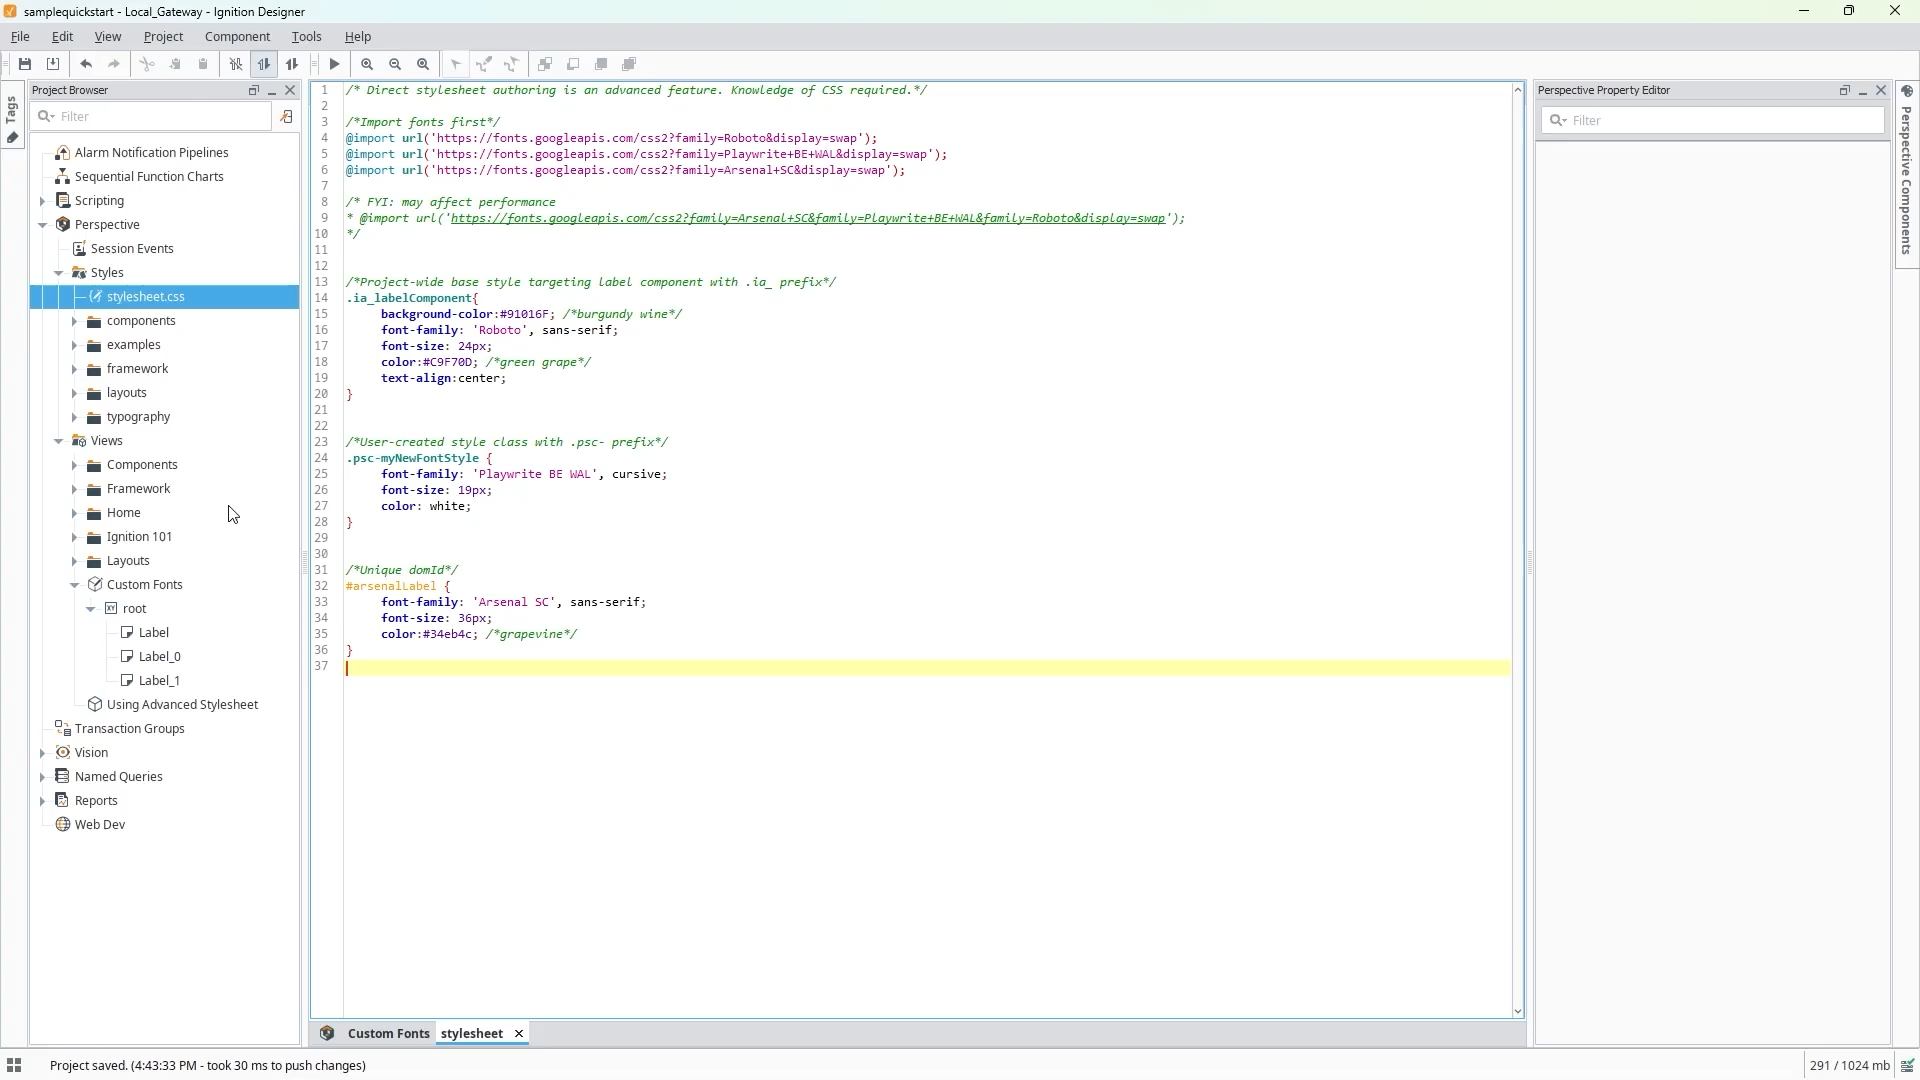 samplequickstart - Local_Gateway - Ignition Designer
File Edit View Project Component Tools Help
Tags
Project Browser
Filter
Alarm Notification Pipelines
Sequential Function Charts
Scripting
Perspective
Session Events
Styles
stylesheet.css
components
examples
framework
layouts
typography
Views
Components
Framework
Home
Ignition 101
Layouts
Custom Fonts
root
Label
Label_0
Label_1
Using Advanced Stylesheet
Transaction Groups
Vision
Named Queries
Reports
Web Dev
1 /* Direct stylesheet authoring is an advanced feature. Knowledge of CSS required.*/
2
3 /*Import fonts first*/
4 @import url('https://fonts.googleapis.com/css2?family=Roboto&display=swap');
5 @import url('https://fonts.googleapis.com/css2?family=Playwrite+BE+WAL&display=swap');
6 @import url('https://fonts.googleapis.com/css2?family=Arsenal+SC&display=swap');
7
8 /* FYI: may affect performance
9 * @import url('https://fonts.googleapis.com/css2?family=Arsenal+SC&family=Playwrite+BE+WAL&family=Roboto&display=swap');
10 */
11
12
13 /*Project-wide base style targeting label component with .ia_ prefix*/
14 .ia_labelComponent{
15 background-color:#91016F; /*burgundy wine*/
16 font-family: 'Roboto', sans-serif;
17 font-size: 24px;
18 color:#C9F70D; /*green grape*/
19 text-align:center;
20 }
21
22
23 /*User-created style class with .psc- prefix*/
24 .psc-myNewFontStyle {
25 font-family: 'Playwrite BE WAL', cursive;
26 font-size: 19px;
27 color: white;
28 }
29
30
31 /*Unique domId*/
32 #arsenalLabel {
33 font-family: 'Arsenal SC', sans-serif;
34 font-size: 36px;
35 color:#34eb4c; /*grapevine*/
36 }
37
Custom Fonts stylesheet
Perspective Property Editor
Filter
Perspective Components
Project saved. (4:43:33 PM - took 30 ms to push changes)
291 / 1024 mb